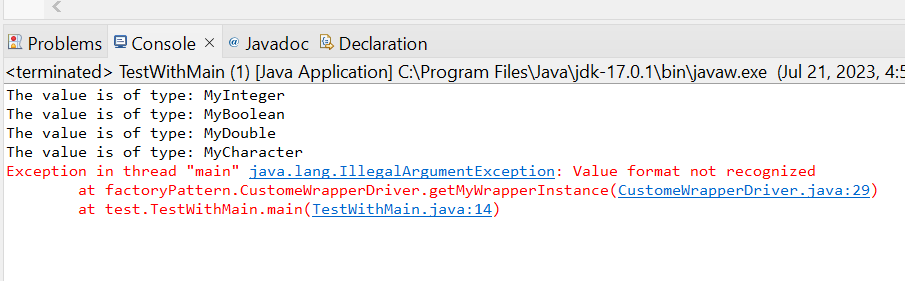 Problems Console × @ Javadoc Declaration
<terminated> TestWithMain (1) [Java Application] C:\Program Files\Java\jdk-17.0.1\bin\javaw.exe (Jul 21, 2023, 4:5
The value is of type: MyInteger
The value is of type: MyBoolean
The value is of type: MyDouble
The value is of type: MyCharacter
Exception in thread "main" java.lang.IllegalArgumentException: Value format not recognized
at factoryPattern.CustomeWrapperDriver.getMyWrapperInstance(CustomeWrapperDriver.java:29)
at test.TestWithMain.main(TestWithMain.java:14)